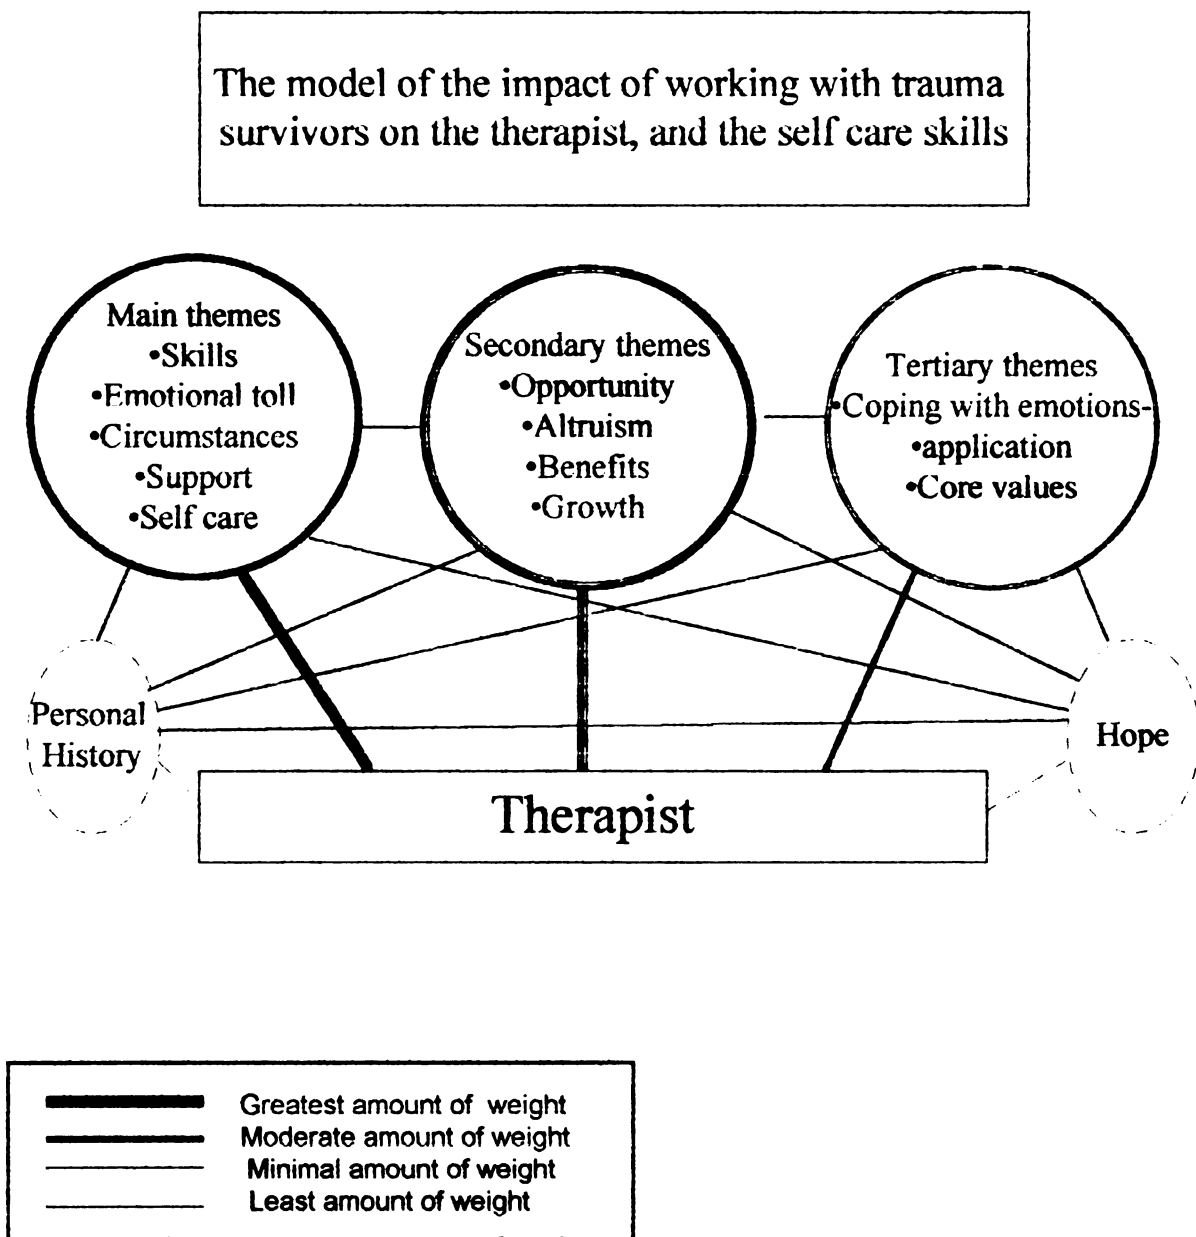 The model of the impact of working with trauma
survivors on the therapist, and the self care skills
Main themes
•Skills
•Emotional toll
•Circumstances
•Support
•Self care
Secondary themes
•Opportunity
•Altruism
•Benefits
•Growth
Tertiary themes
•Coping with emotions-
•application
•Core values
Personal
History
Hope
Therapist
Greatest amount of weight
Moderate amount of weight
Minimal amount of weight
Least amount of weight